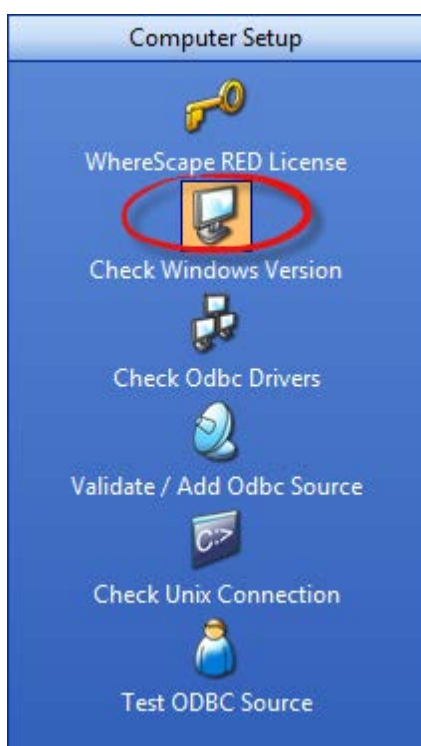 Computer Setup
WhereScape RED License
Check Windows Version
Check Odbc Drivers
Validate / Add Odbc Source
C:>
Check Unix Connection
Test ODBC Source